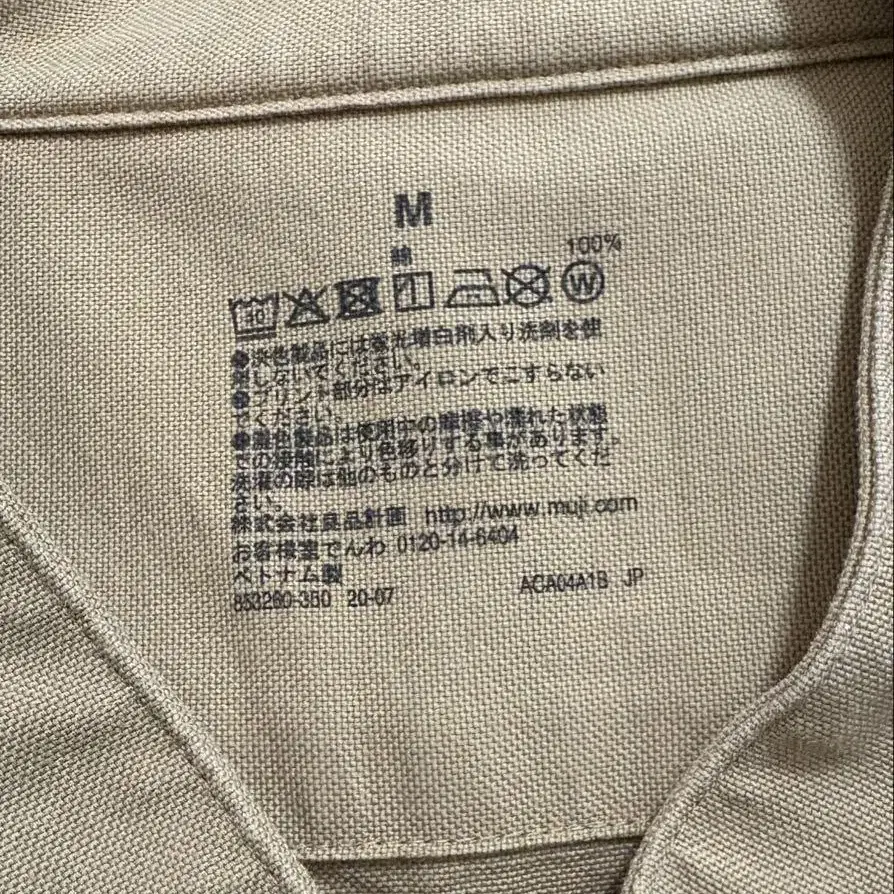 M
綿 100%
40 W
●淡色製品には蛍光増白剤入り洗剤を使
用しないでください。
●プリント部分はアイロンでこすらない
でください。
●濃色製品は使用中の摩擦や濡れた状態
での接触により色移りする事があります。
洗濯の際は他のものと分けて洗ってくだ
さい。
株式会社良品計画 http://www.muji.com
お客様室でんわ 0120-14-6404
ベトナム製
853260-350 20-07 ACA04A1S JP